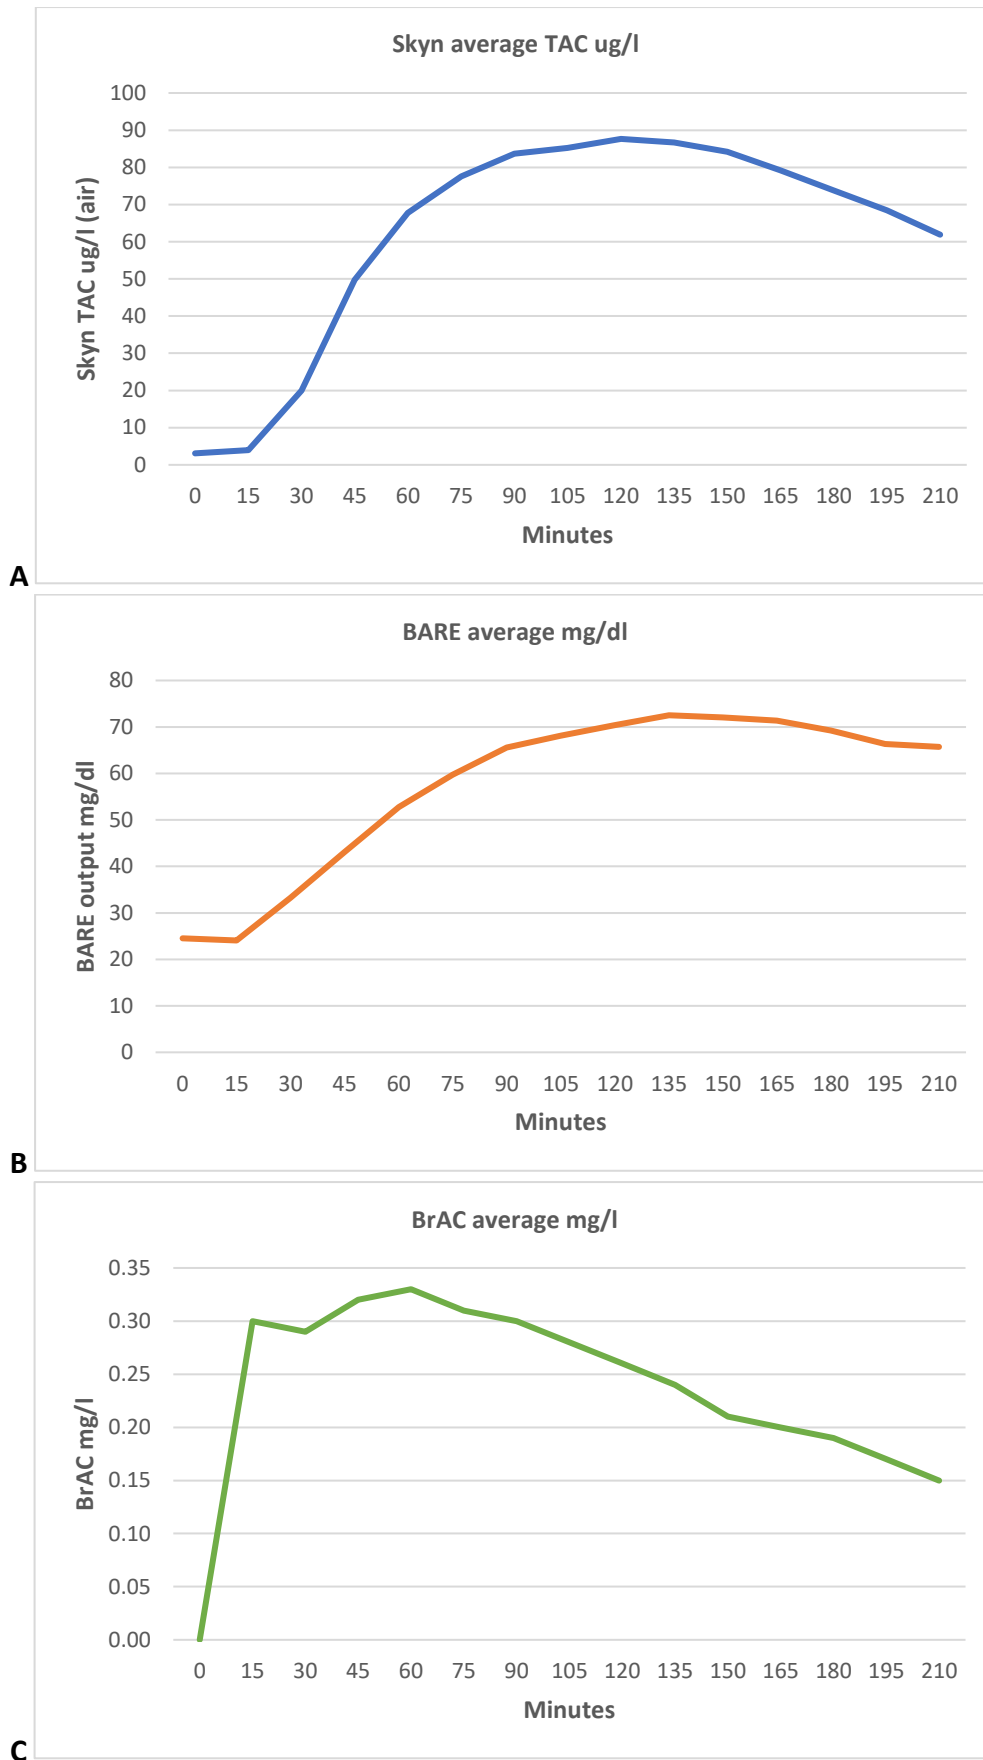 Skyn average TAC ug/l
100
90
80
70
60
50
40
30
20
10
0
Skyn TAC ug/l (air)
0 15 30 45 60 75 90 105 120 135 150 165 180 195 210
Minutes
A
BARE average mg/dl
80
70
60
50
40
30
20
10
0
BARE output mg/dl
0 15 30 45 60 75 90 105 120 135 150 165 180 195 210
Minutes
B
BrAC average mg/l
0.35
0.30
0.25
0.20
0.15
0.10
0.05
0.00
BrAC mg/l
0 15 30 45 60 75 90 105 120 135 150 165 180 195 210
Minutes
C